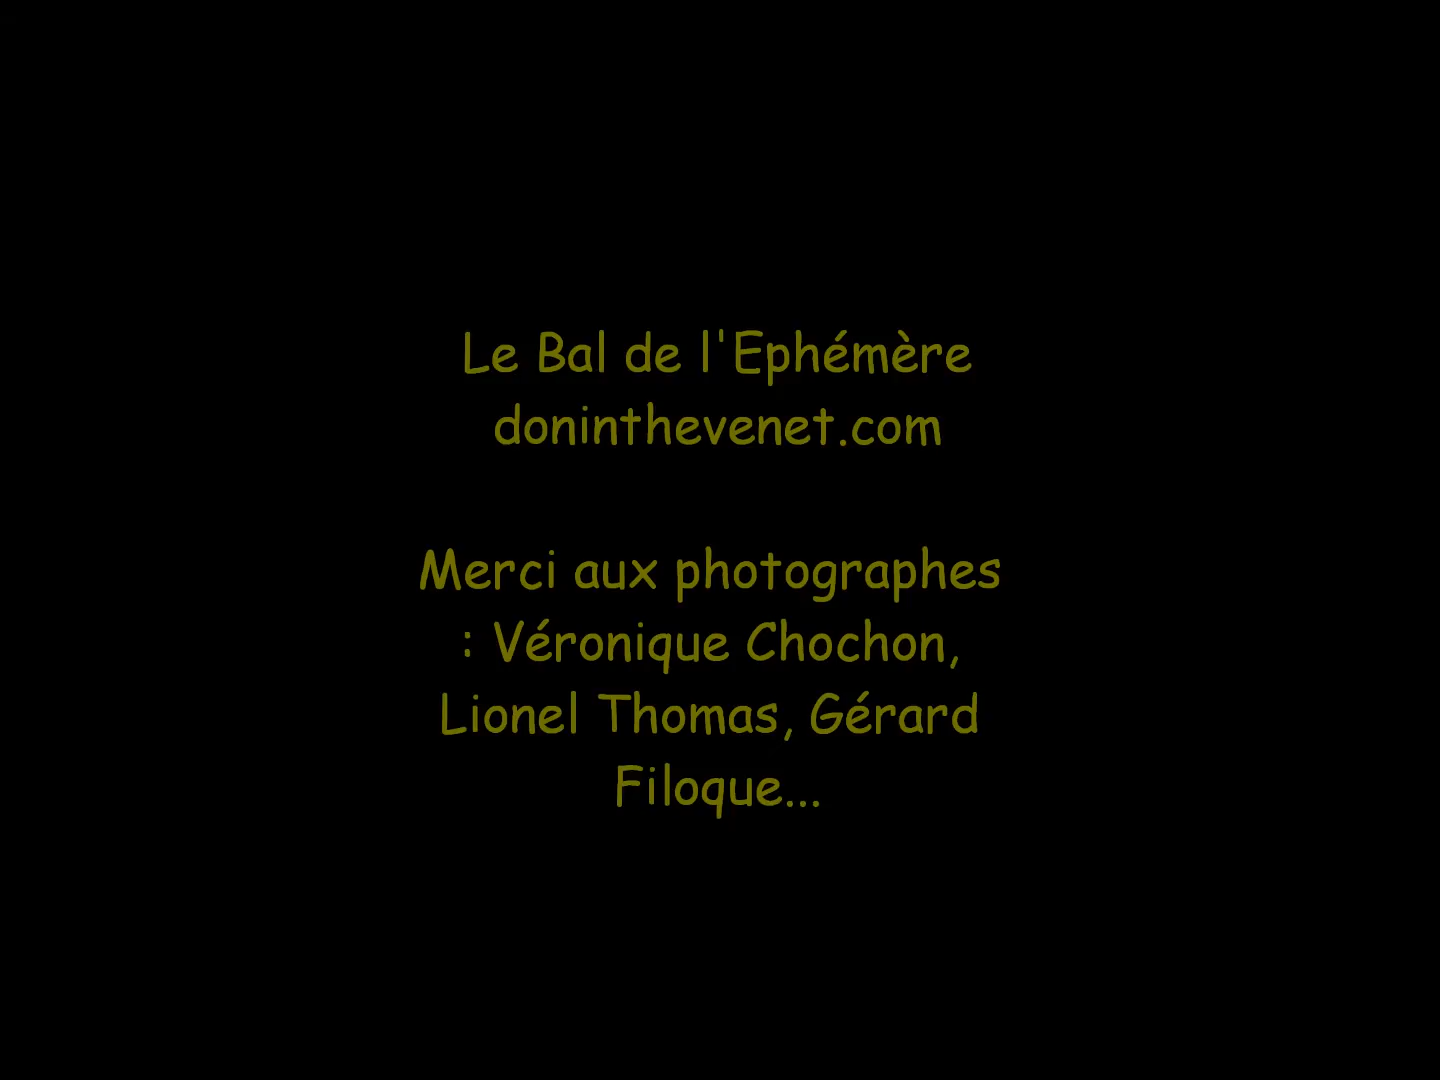 Le Bal de l'Ephémère
doninthevenet.com
Merci aux photographes
: Véronique Chochon,
Lionel Thomas, Gérard
Filoque...